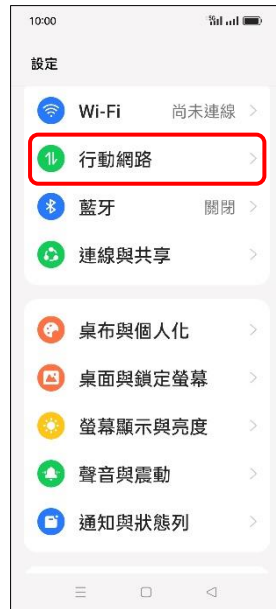 10:00
設定
Wi-Fi 尚未連線
行動網路
藍牙 關閉
連線與共享
桌布與個人化
桌面與鎖定螢幕
螢幕顯示與亮度
聲音與震動
通知與狀態列